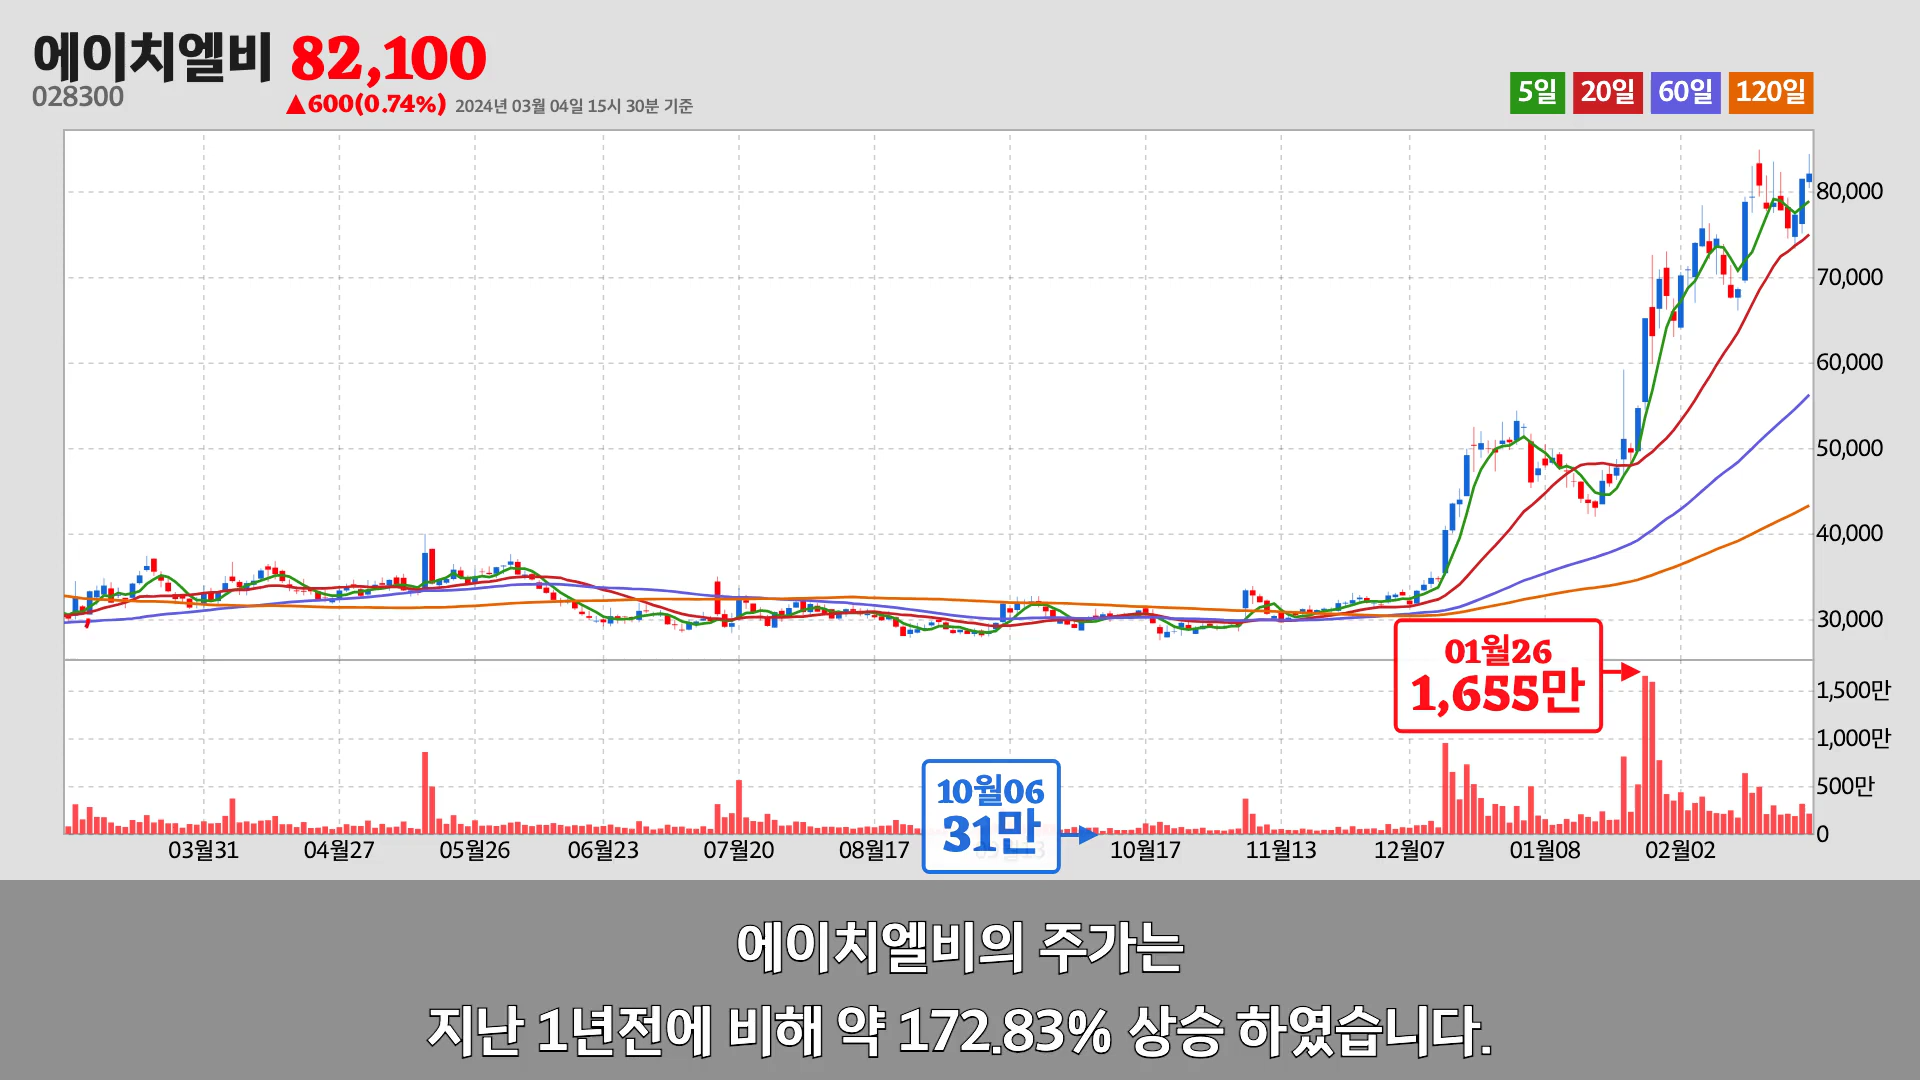 에이치엘비 82,100
028300
▲600(0.74%) 2024년 03월 04일 15시 30분 기준
5일 20일 60일 120일
80,000
70,000
60,000
50,000
40,000
30,000
01월26
1,655만
1,500만
1,000만
500만
0
10월06
31만
03월31 04월27 05월26 06월23 07월20 08월17 09월13 10월17 11월13 12월07 01월08 02월02
에이치엘비의 주가는
지난 1년전에 비해 약 172.83% 상승 하였습니다.